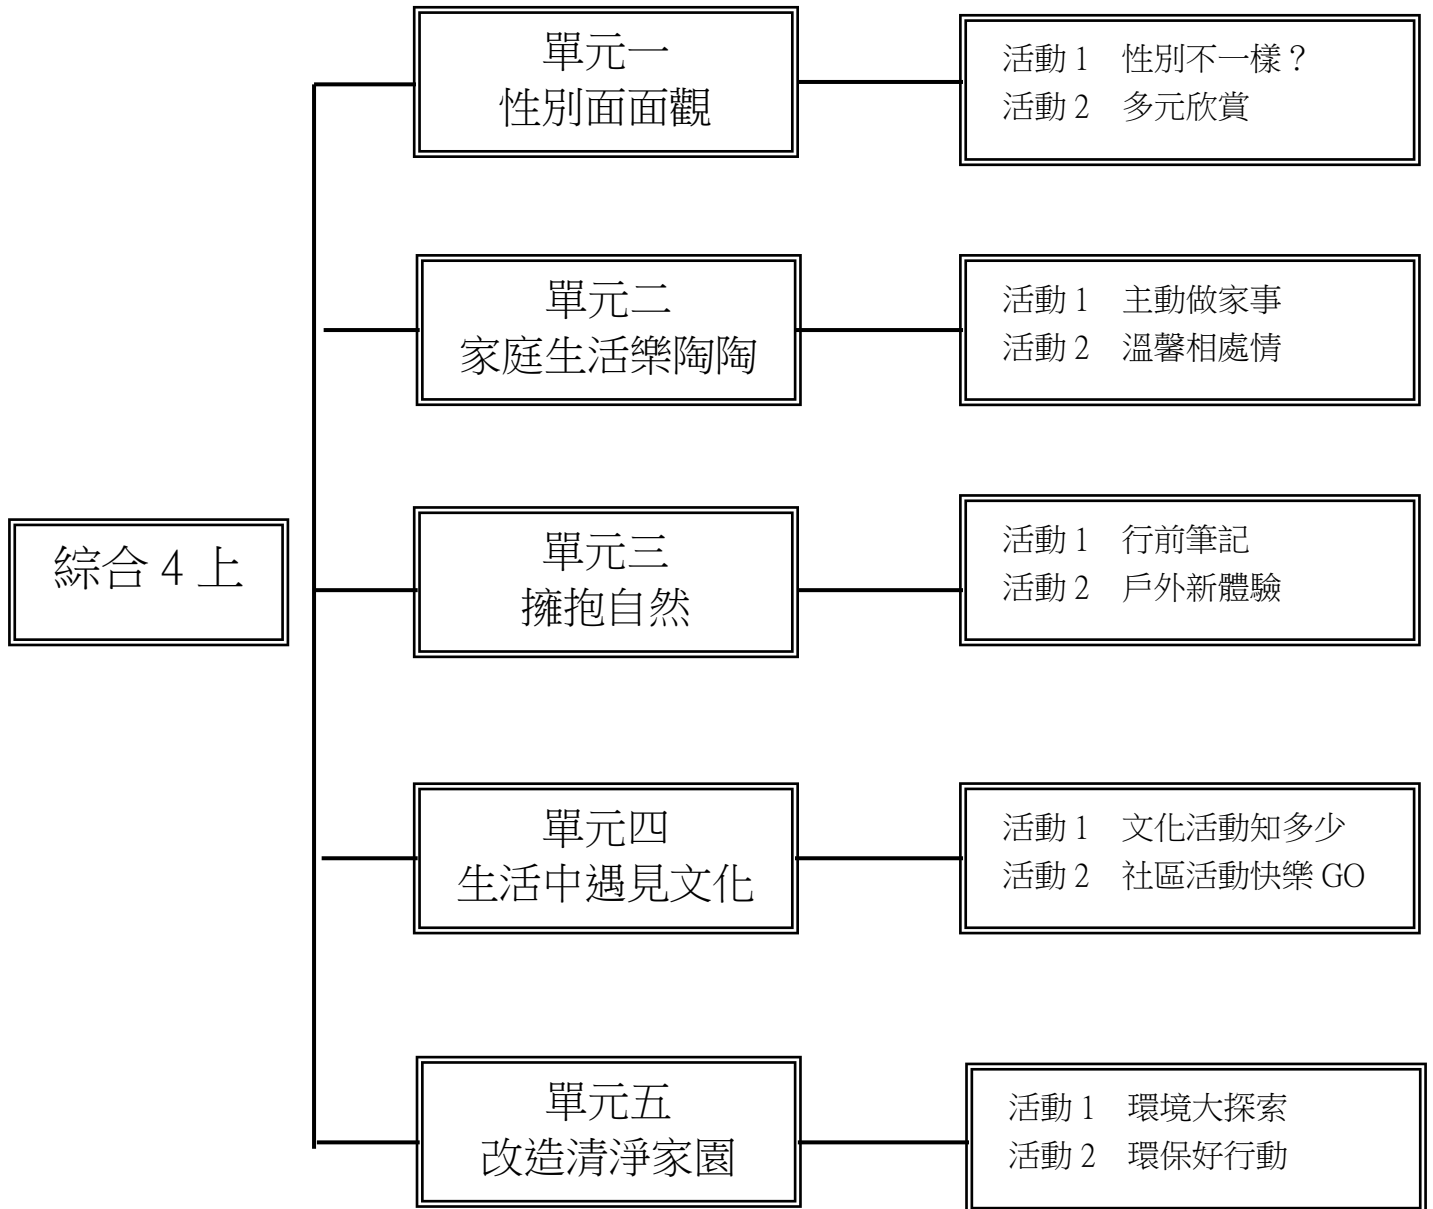 單元一
性別面面觀
活動 1　性別不一樣？
活動 2　多元欣賞
單元二
家庭生活樂陶陶
活動 1　主動做家事
活動 2　溫馨相處情
綜合 4 上
單元三
擁抱自然
活動 1　行前筆記
活動 2　戶外新體驗
單元四
生活中遇見文化
活動 1　文化活動知多少
活動 2　社區活動快樂 GO
單元五
改造清淨家園
活動 1　環境大探索
活動 2　環保好行動